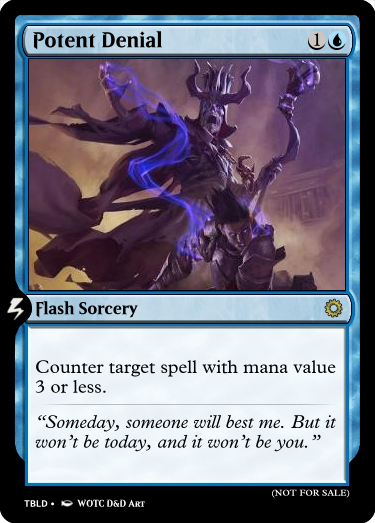 Potent Denial 1
Flash Sorcery
Counter target spell with mana value
3 or less.
“Someday, someone will best me. But it
won’t be today, and it won’t be you.”
(NOT FOR SALE)
TBLD • WOTC D&D Art